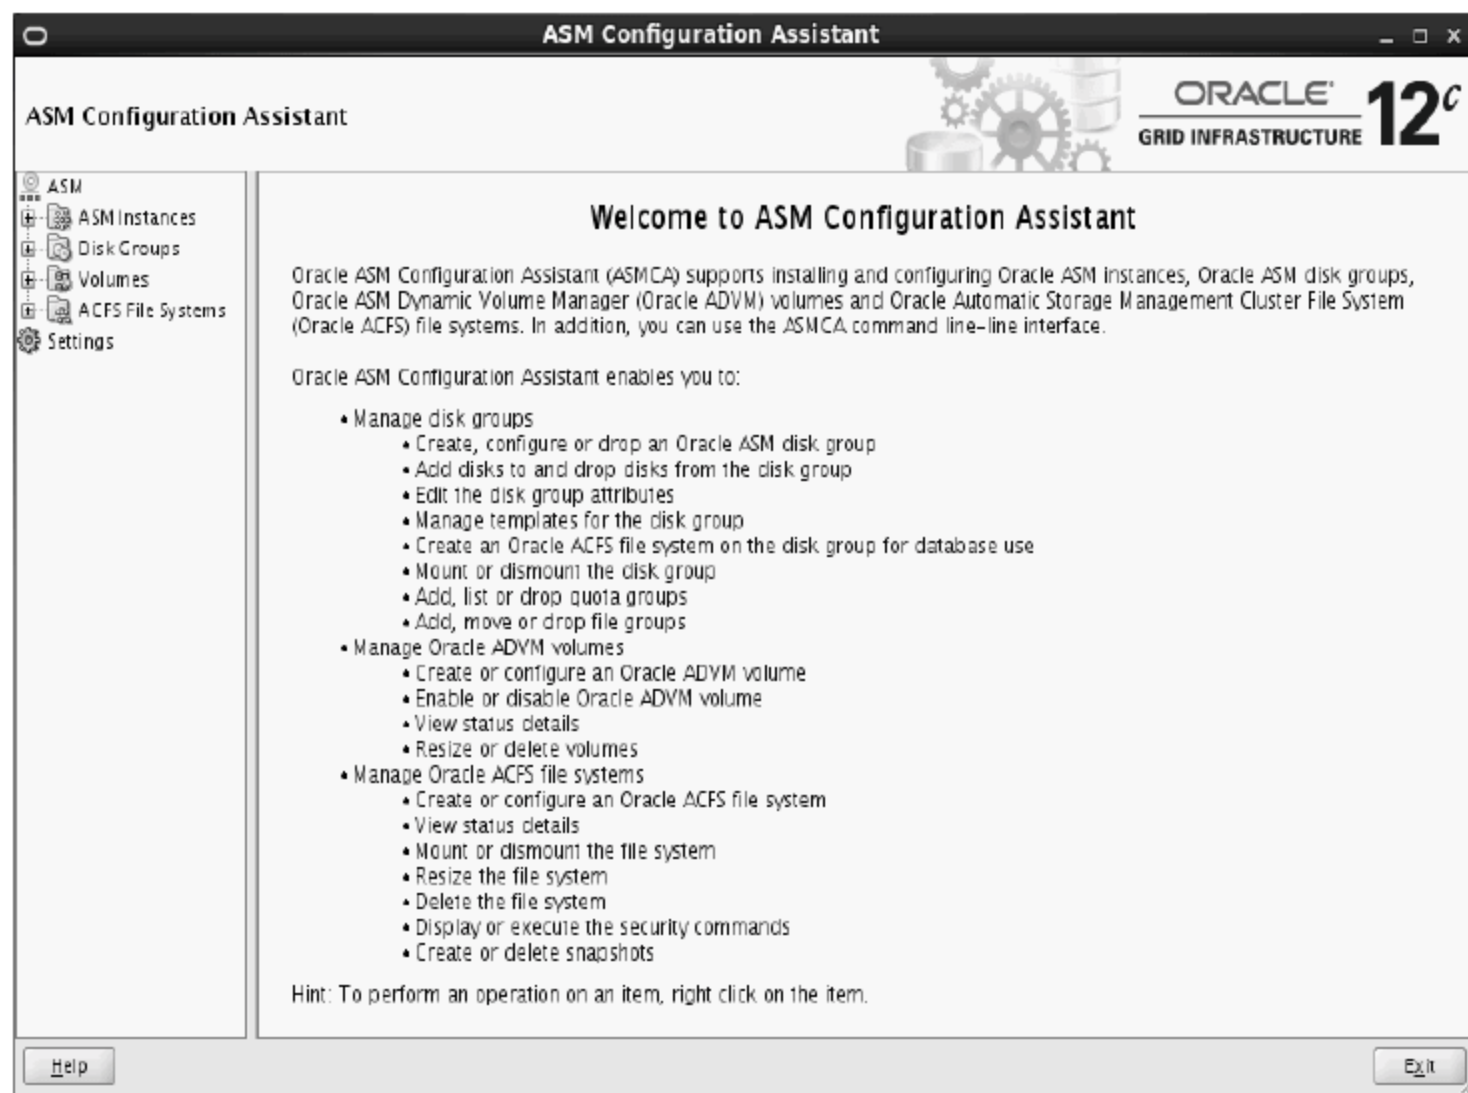 ASM Configuration Assistant
ASM Configuration Assistant
ORACLE
GRID INFRASTRUCTURE
12c
ASM
ASM Instances
Disk Groups
Volumes
ACFS File Systems
Settings
Welcome to ASM Configuration Assistant
Oracle ASM Configuration Assistant (ASMCA) supports installing and configuring Oracle ASM instances, Oracle ASM disk groups,
Oracle ASM Dynamic Volume Manager (Oracle ADVM) volumes and Oracle Automatic Storage Management Cluster File System
(Oracle ACFS) file systems. In addition, you can use the ASMCA command line-line interface.
Oracle ASM Configuration Assistant enables you to:
• Manage disk groups
• Create, configure or drop an Oracle ASM disk group
• Add disks to and drop disks from the disk group
• Edit the disk group attributes
• Manage templates for the disk group
• Create an Oracle ACFS file system on the disk group for database use
• Mount or dismount the disk group
• Add, list or drop quota groups
• Add, move or drop file groups
• Manage Oracle ADVM volumes
• Create or configure an Oracle ADVM volume
• Enable or disable Oracle ADVM volume
• View status details
• Resize or delete volumes
• Manage Oracle ACFS file systems
• Create or configure an Oracle ACFS file system
• View status details
• Mount or dismount the file system
• Resize the file system
• Delete the file system
• Display or execute the security commands
• Create or delete snapshots
Hint: To perform an operation on an item, right click on the item.
Help
Exit